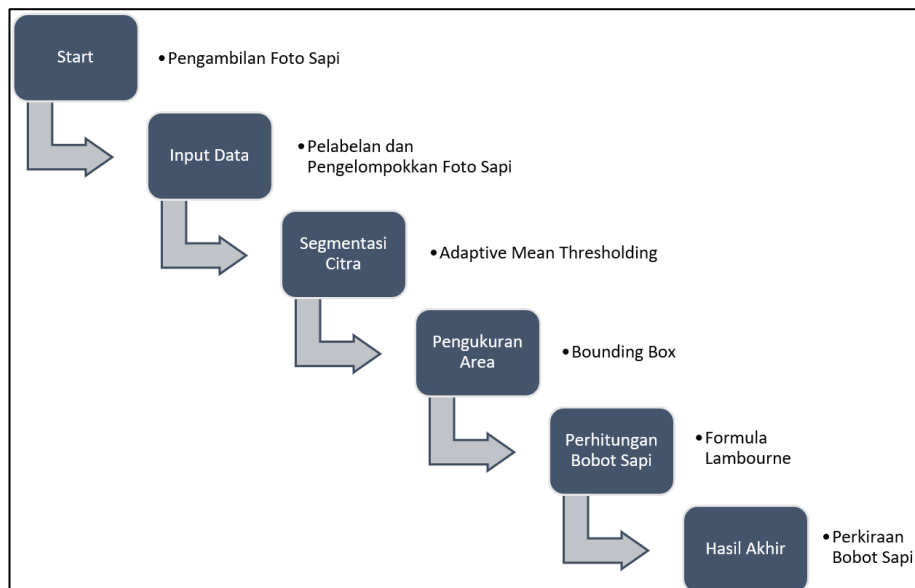 Start
•Pengambilan Foto Sapi
Input Data
•Pelabelan dan
Pengelompokkan Foto Sapi
Segmentasi
Citra
•Adaptive Mean Thresholding
Pengukuran
Area
•Bounding Box
Perhitungan
Bobot Sapi
•Formula
Lambourne
Hasil Akhir
•Perkiraan
Bobot Sapi